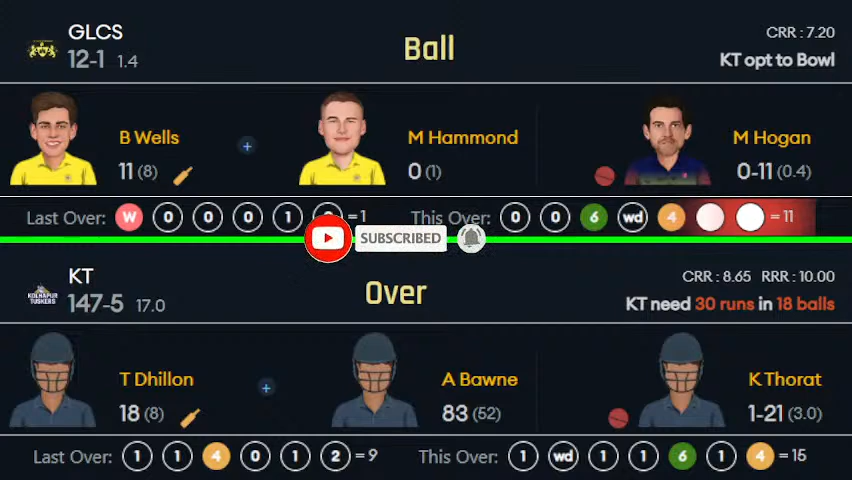 GLCS
12-1 1.4
Ball
CRR : 7.20
KT opt to Bowl
B Wells
11 (8)
M Hammond
0 (1)
M Hogan
0-11 (0.4)
Last Over: W 0 0 0 1 =1
This Over: 0 0 6 wd 4 =11
SUBSCRIBED
KT
147-5 17.0
KOLHAPUR
TUSKERS
Over
CRR : 8.65 RRR : 10.00
KT need 30 runs in 18 balls
T Dhillon
18 (8)
A Bawne
83 (52)
K Thorat
1-21 (3.0)
Last Over: 1 1 4 0 1 2 =9
This Over: 1 wd 1 1 6 1 4 =15